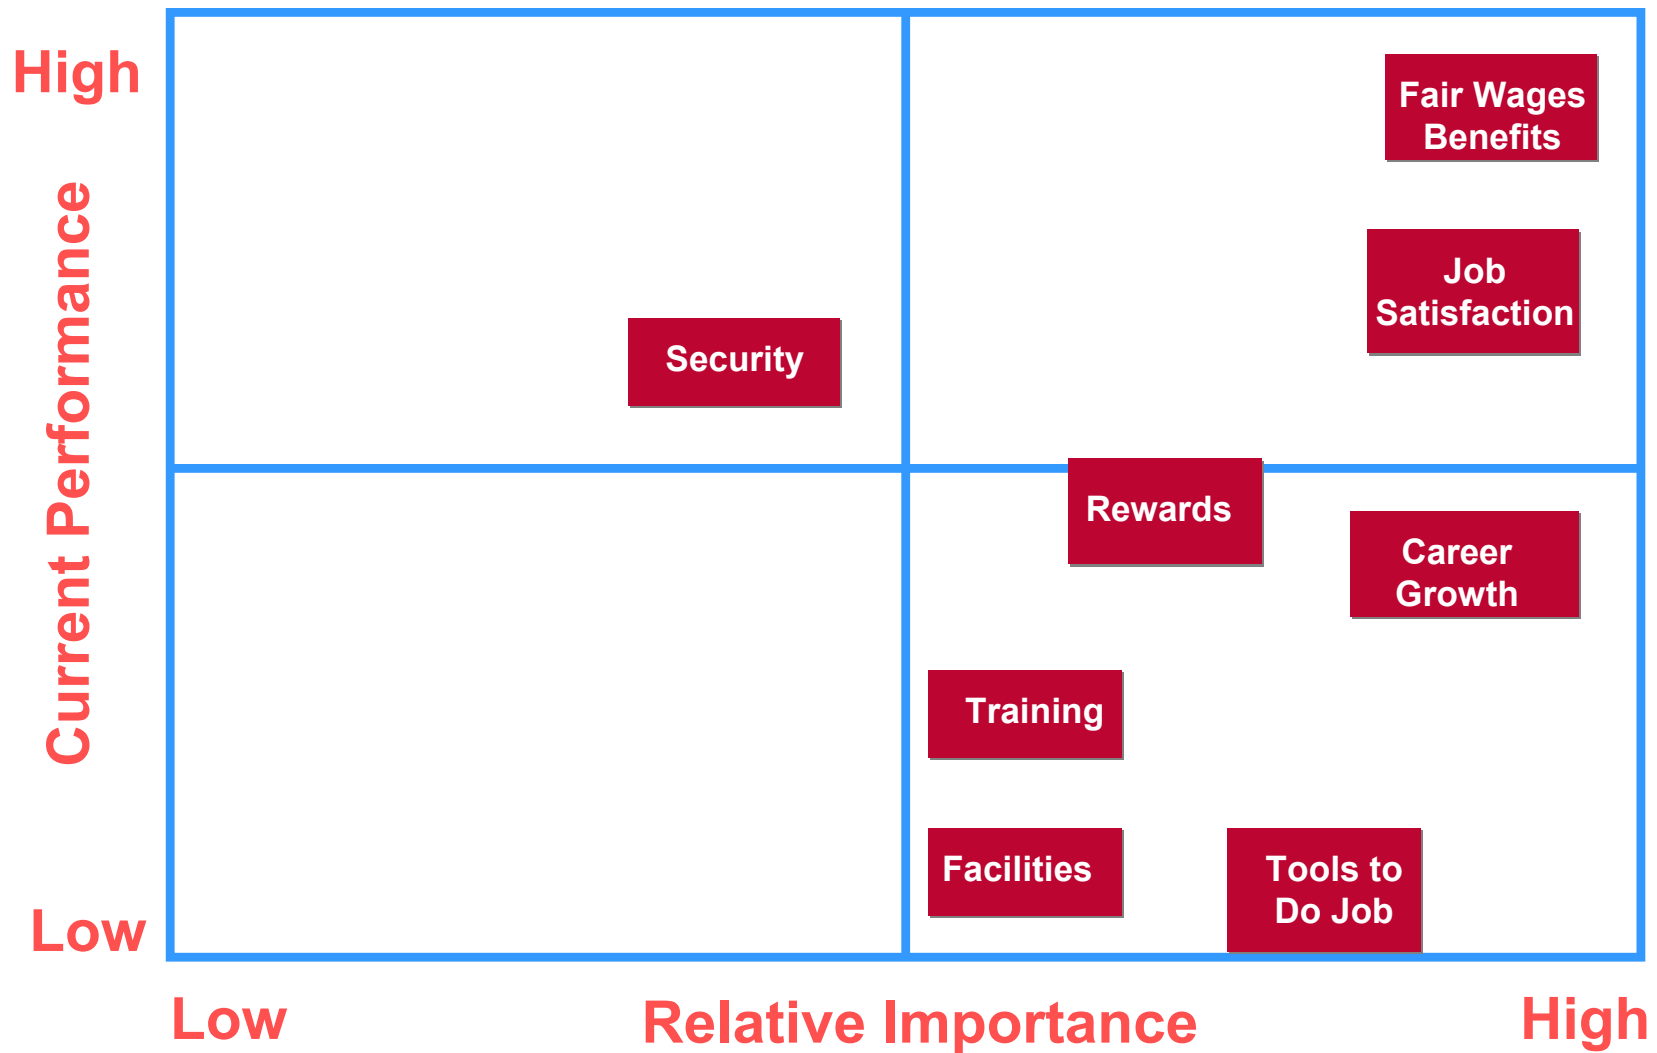 High
Fair Wages
Benefits
Job
Satisfaction
Security
Current Performance
Rewards
Career
Growth
Training
Facilities
Tools to
Do Job
Low
Low
Relative Importance
High